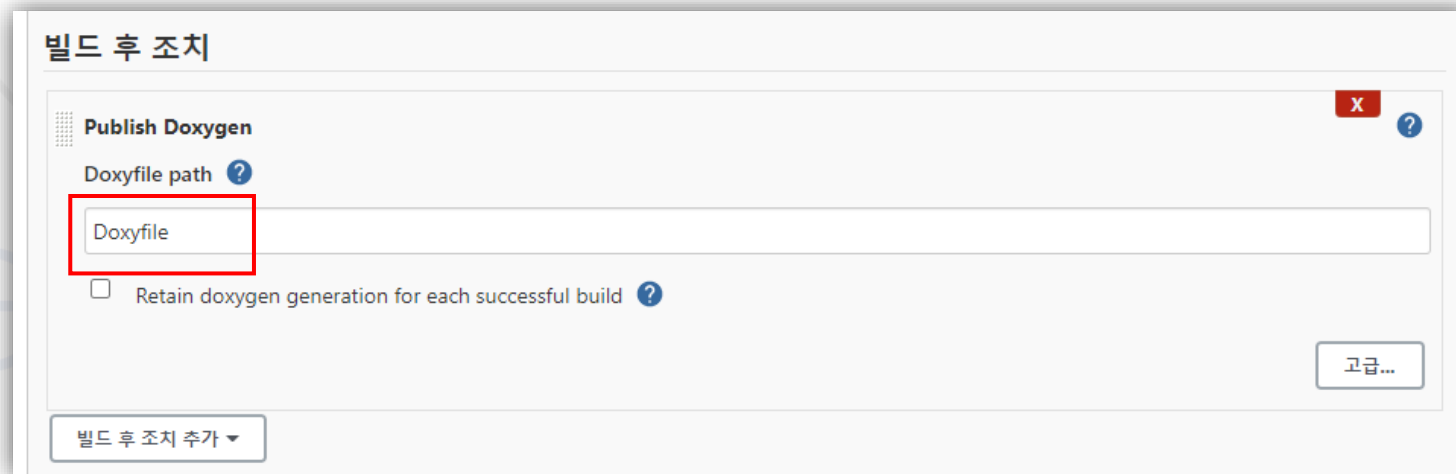 빌드 후 조치
X
Publish Doxygen
?
Doxyfile path ?
Doxyfile
Retain doxygen generation for each successful build ?
고급...
빌드 후 조치 추가